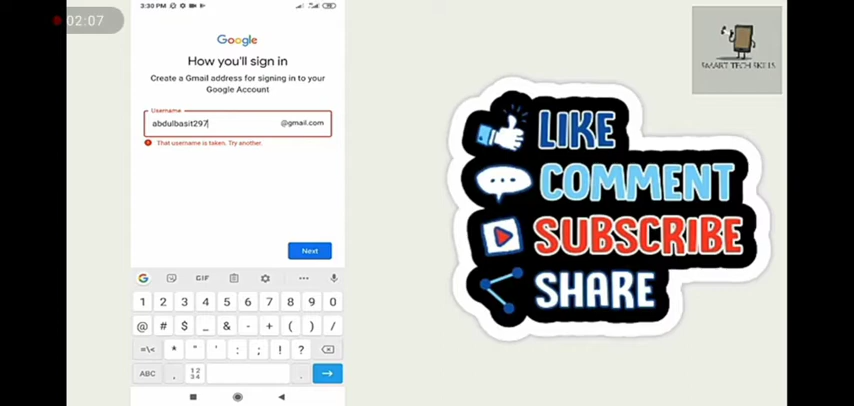 02:07
3:30 PM
Google
How you'll sign in
Create a Gmail address for signing in to your
Google Account
Username
abdulbasit297
@gmail.com
That username is taken. Try another.
Next
G
GIF
1 2 3 4 5 6 7 8 9 0
@ # $ _ & - + ( ) /
=\< * " ' : ; ! ?
ABC , 12 34 .
SMART TECH SKILLS
LIKE
COMMENT
SUBSCRIBE
SHARE